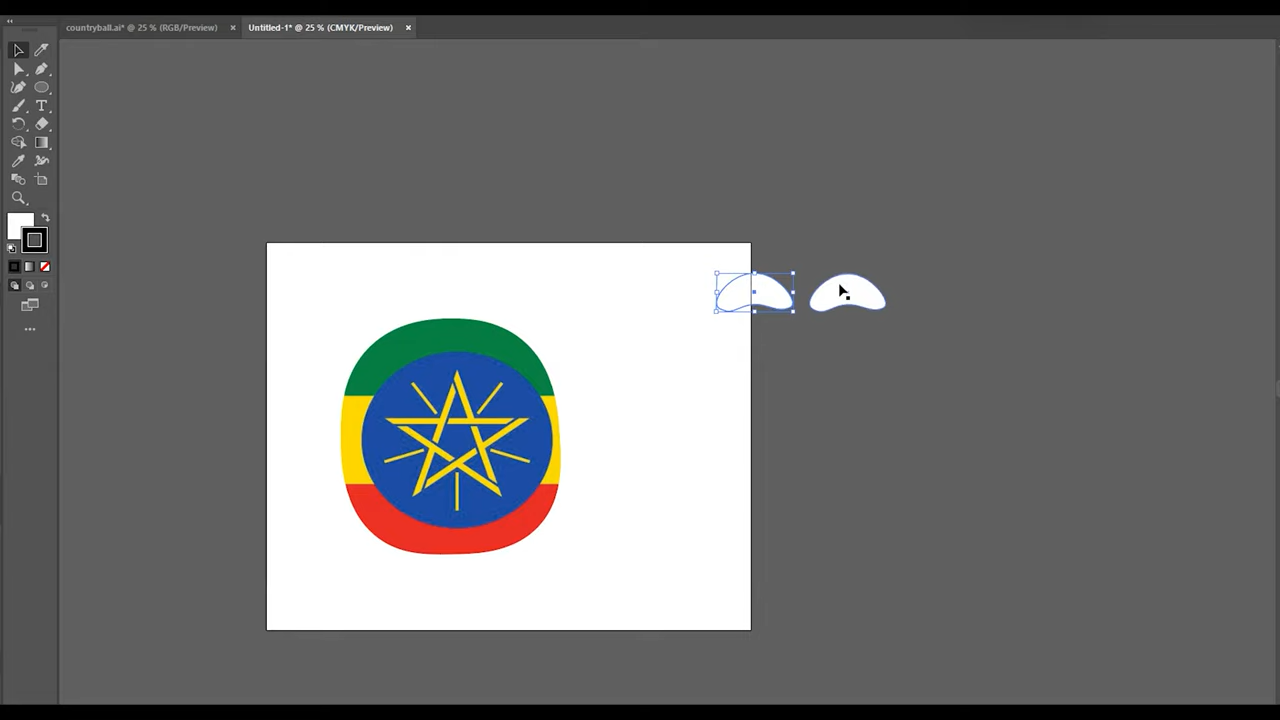 countryball.ai* @ 25 % (RGB/Preview)
Untitled-1* @ 25 % (CMYK/Preview)